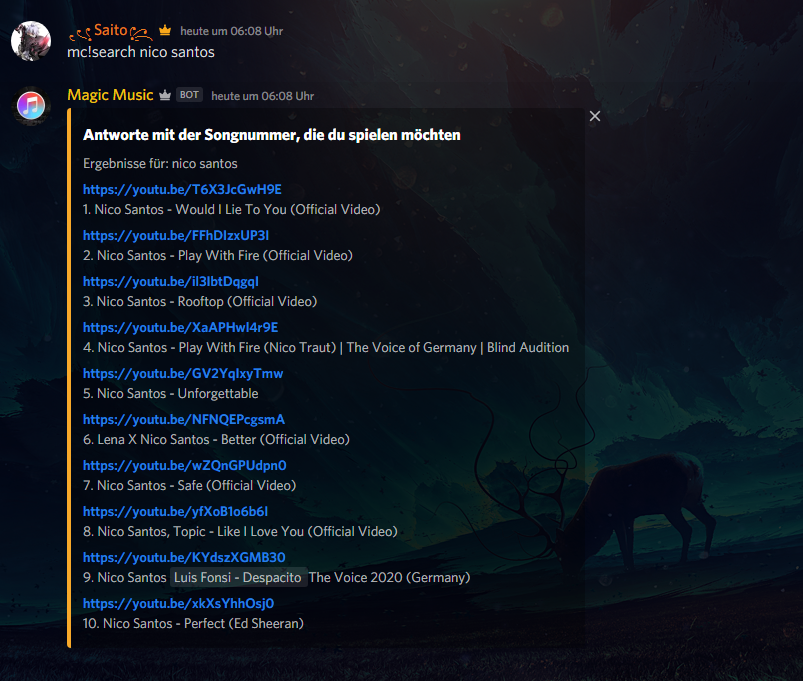 Saito heute um 06:08 Uhr
mc!search nico santos
Magic Music BOT heute um 06:08 Uhr
Antworte mit der Songnummer, die du spielen möchten
Ergebnisse für: nico santos
https://youtu.be/T6X3JcGwH9E
1. Nico Santos - Would I Lie To You (Official Video)
https://youtu.be/FFhDIzxUP3I
2. Nico Santos - Play With Fire (Official Video)
https://youtu.be/il3IbtDqgqI
3. Nico Santos - Rooftop (Official Video)
https://youtu.be/XaAPHwl4r9E
4. Nico Santos - Play With Fire (Nico Traut) | The Voice of Germany | Blind Audition
https://youtu.be/GV2YqIxyTmw
5. Nico Santos - Unforgettable
https://youtu.be/NFNQEPcgsmA
6. Lena X Nico Santos - Better (Official Video)
https://youtu.be/wZQnGPUdpn0
7. Nico Santos - Safe (Official Video)
https://youtu.be/yfXoB1o6b6I
8. Nico Santos, Topic - Like I Love You (Official Video)
https://youtu.be/KYdszXGMB30
9. Nico Santos Luis Fonsi - Despacito The Voice 2020 (Germany)
https://youtu.be/xkXsYhhOsj0
10. Nico Santos - Perfect (Ed Sheeran)